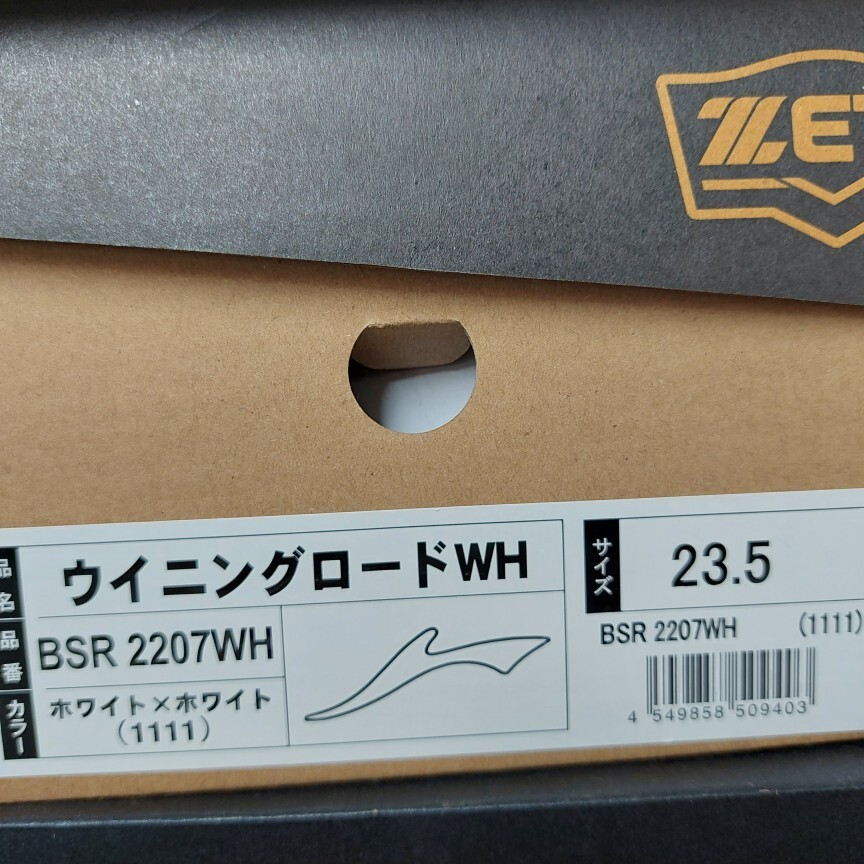 ZET
品名
ウイニングロードWH
品番
BSR 2207WH
カラー
ホワイト×ホワイト
(1111)
サイズ
23.5
BSR 2207WH (1111)
4 549858 509403